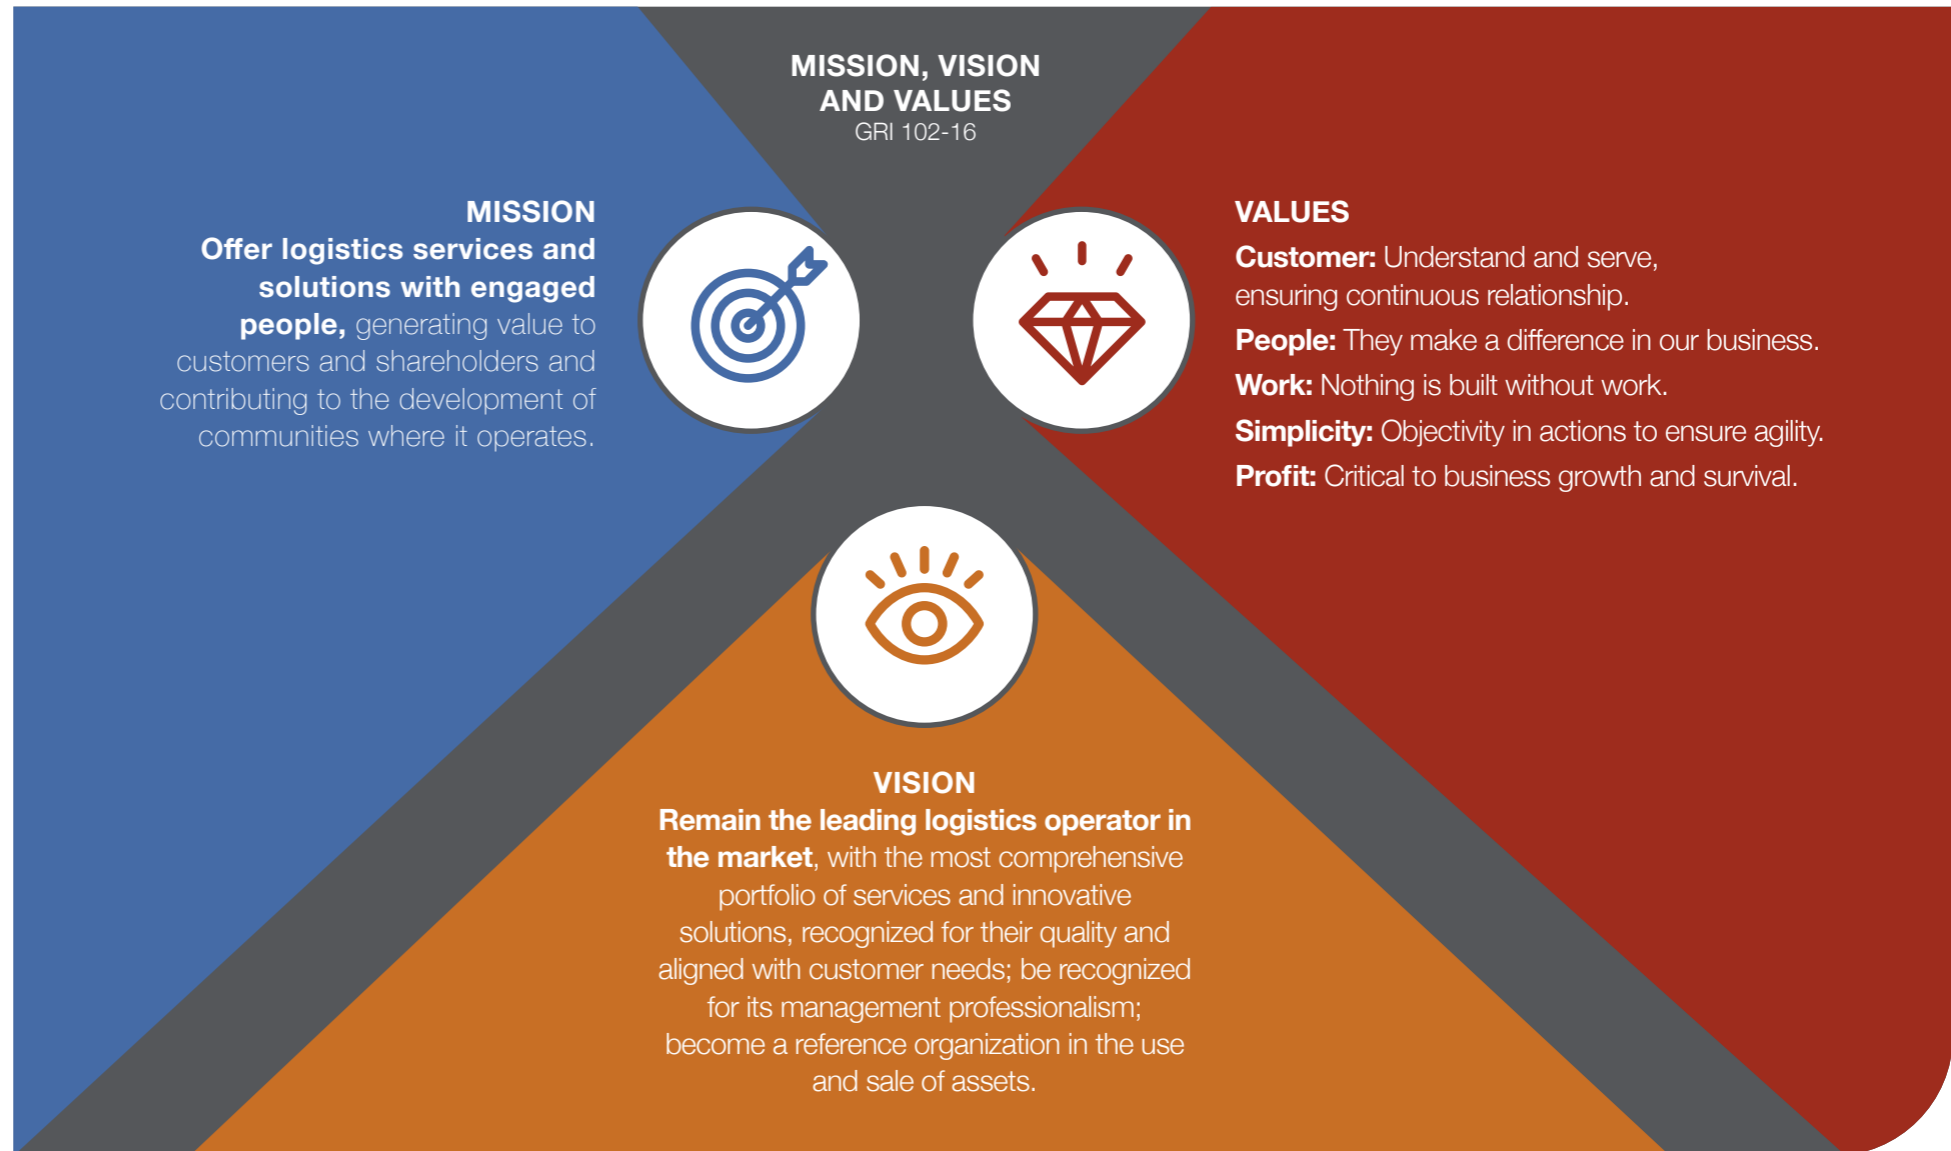 MISSION, VISION
AND VALUES
GRI 102-16
MISSION
Offer logistics services and
solutions with engaged
people, generating value to
customers and shareholders and
contributing to the development of
communities where it operates.
VALUES
Customer: Understand and serve,
ensuring continuous relationship.
People: They make a difference in our business.
Work: Nothing is built without work.
Simplicity: Objectivity in actions to ensure agility.
Profit: Critical to business growth and survival.
VISION
Remain the leading logistics operator in
the market, with the most comprehensive
portfolio of services and innovative
solutions, recognized for their quality and
aligned with customer needs; be recognized
for its management professionalism;
become a reference organization in the use
and sale of assets.